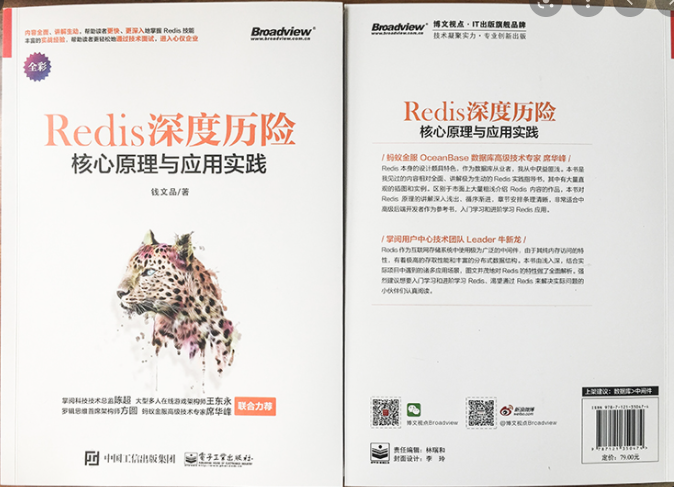 内容全面、讲解生动，帮助读者更快、更深入地掌握Redis技能
丰富的实战经验，帮助读者更轻松地通过技术面试，进入心仪企业
Broadview®
www.broadview.com.cn
全彩
Redis深度历险
核心原理与应用实践
钱文品/著
掌阅科技技术总监陈超 大型多人在线游戏架构师王东永
罗辑思维首席架构师方圆 蚂蚁金服高级技术专家席华峰
联合力荐
中国工信出版集团
电子工业出版社
Broadview®
www.broadview.com.cn
博文视点·IT出版旗舰品牌
技术凝聚实力·专业创新出版
Redis深度历险
核心原理与应用实践
/ 蚂蚁金服 OceanBase 数据库高级技术专家 席华峰 /
Redis 本身的设计颇具特色，作为数据库从业者，我从中获益匪浅。本书是
我见过的内容相对全面、讲解极为生动的 Redis 实践指导书，其中有大量直
观的插图和实例，区别于市面上大量粗浅介绍 Redis 内容的作品，本书对
Redis 原理的讲解深入浅出，循序渐进，章节安排条理清晰，非常适合中
高级后端开发者作为参考书，入门学习和进阶学习 Redis 应用。
/ 掌阅用户中心技术团队 Leader 牛新龙 /
Redis 作为互联网存储系统中使用极为广泛的中间件，由于其纯内存访问的特
性，有着极高的存取性能和丰富的分布式数据结构。本书由浅入深，结合实
际项目中遇到的诸多应用场景，图文并茂地对 Redis 的特性做了全面解析，强
烈建议想要入门学习和进阶学习 Redis、渴望通过 Redis 来解决实际问题的
小伙伴们认真阅读。
博文视点Broadview
新浪微博
weibo.com
@博文视点Broadview
责任编辑：林瑞和
封面设计：李 玲
上架建议：数据库>中间件
ISBN 978-7-121-35047-4
9 787121 350474 >
定价：79.00元